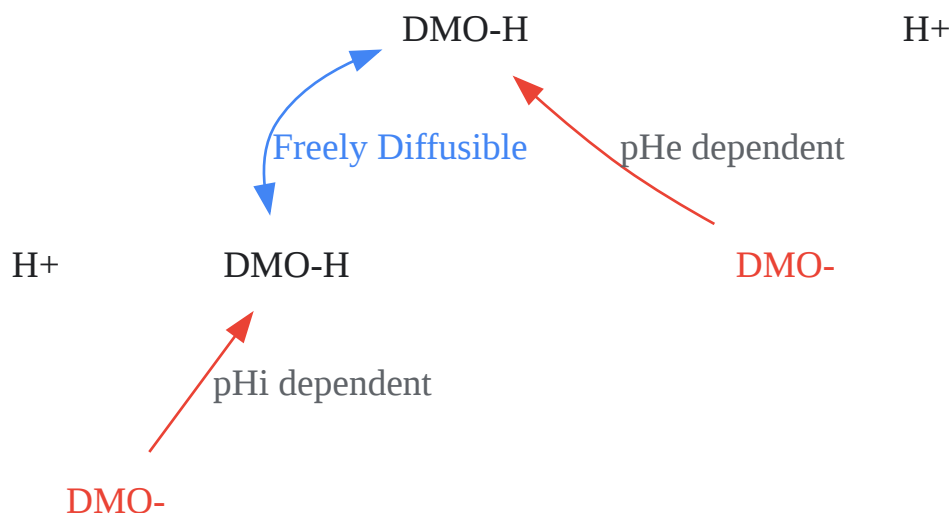 DMO-H
H+
Freely Diffusible
pHe dependent
H+
DMO-H
DMO-
pHi dependent
DMO-